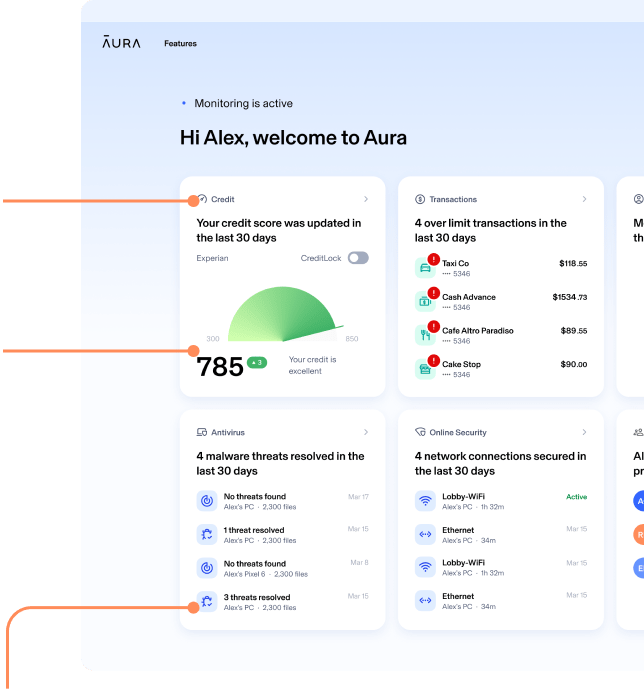 ĀURA
Features
Monitoring is active
Hi Alex, welcome to Aura
Credit
Your credit score was updated in
the last 30 days
Experian
CreditLock
300
850
785
3
Your credit is
excellent
Transactions
4 over limit transactions in the
last 30 days
! Taxi Co $118.55
•••• 5346
! Cash Advance $1534.73
•••• 5346
! Cafe Altro Paradiso $89.55
•••• 5346
! Cake Stop $90.00
•••• 5346
M
th
Antivirus
4 malware threats resolved in the
last 30 days
No threats found Mar 17
Alex's PC · 2,300 files
1 threat resolved Mar 15
Alex's PC · 2,300 files
No threats found Mar 8
Alex's Pixel 6 · 2,300 files
3 threats resolved Mar 15
Alex's PC · 2,300 files
Online Security
4 network connections secured in
the last 30 days
Lobby-WiFi Active
Alex's PC · 1h 32m
Ethernet Mar 15
Alex's PC · 34m
Lobby-WiFi Mar 15
Alex's PC · 1h 32m
Ethernet Mar 15
Alex's PC · 34m
Al
pr
A
R
E